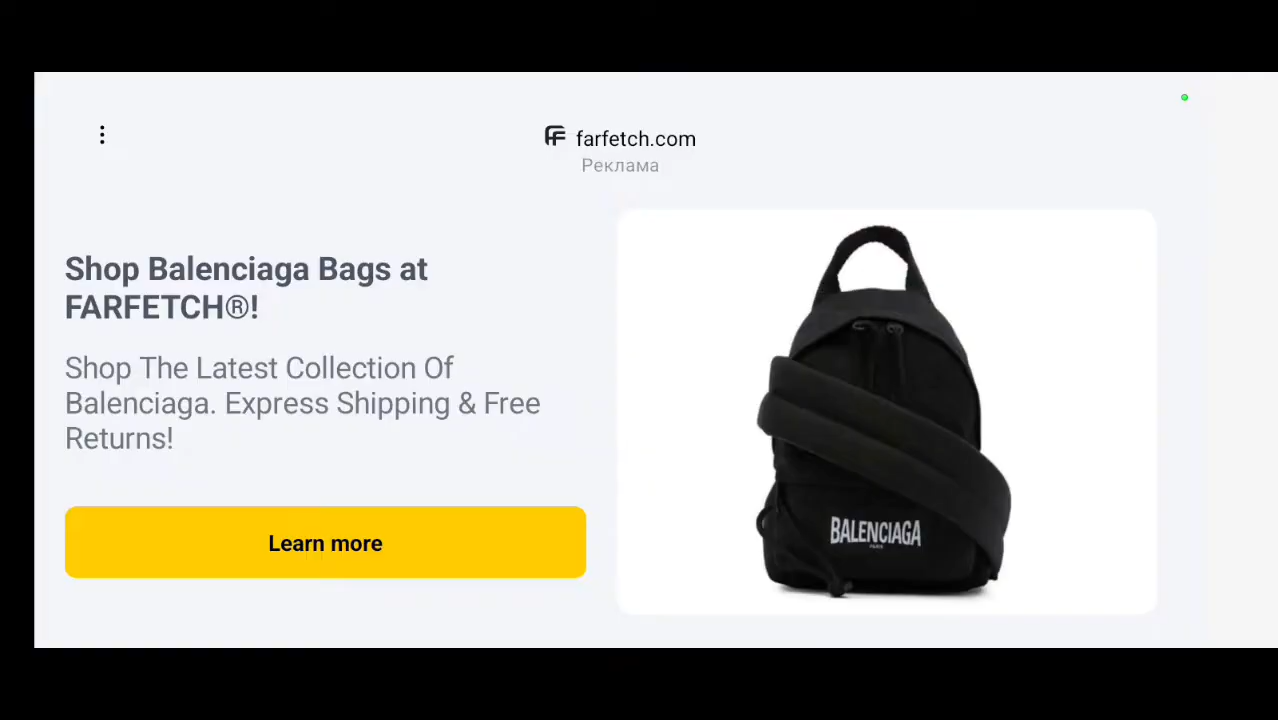 farfetch.com
Реклама
Shop Balenciaga Bags at
FARFETCH®!
Shop The Latest Collection Of
Balenciaga. Express Shipping & Free
Returns!
Learn more
BALENCIAGA
PARIS